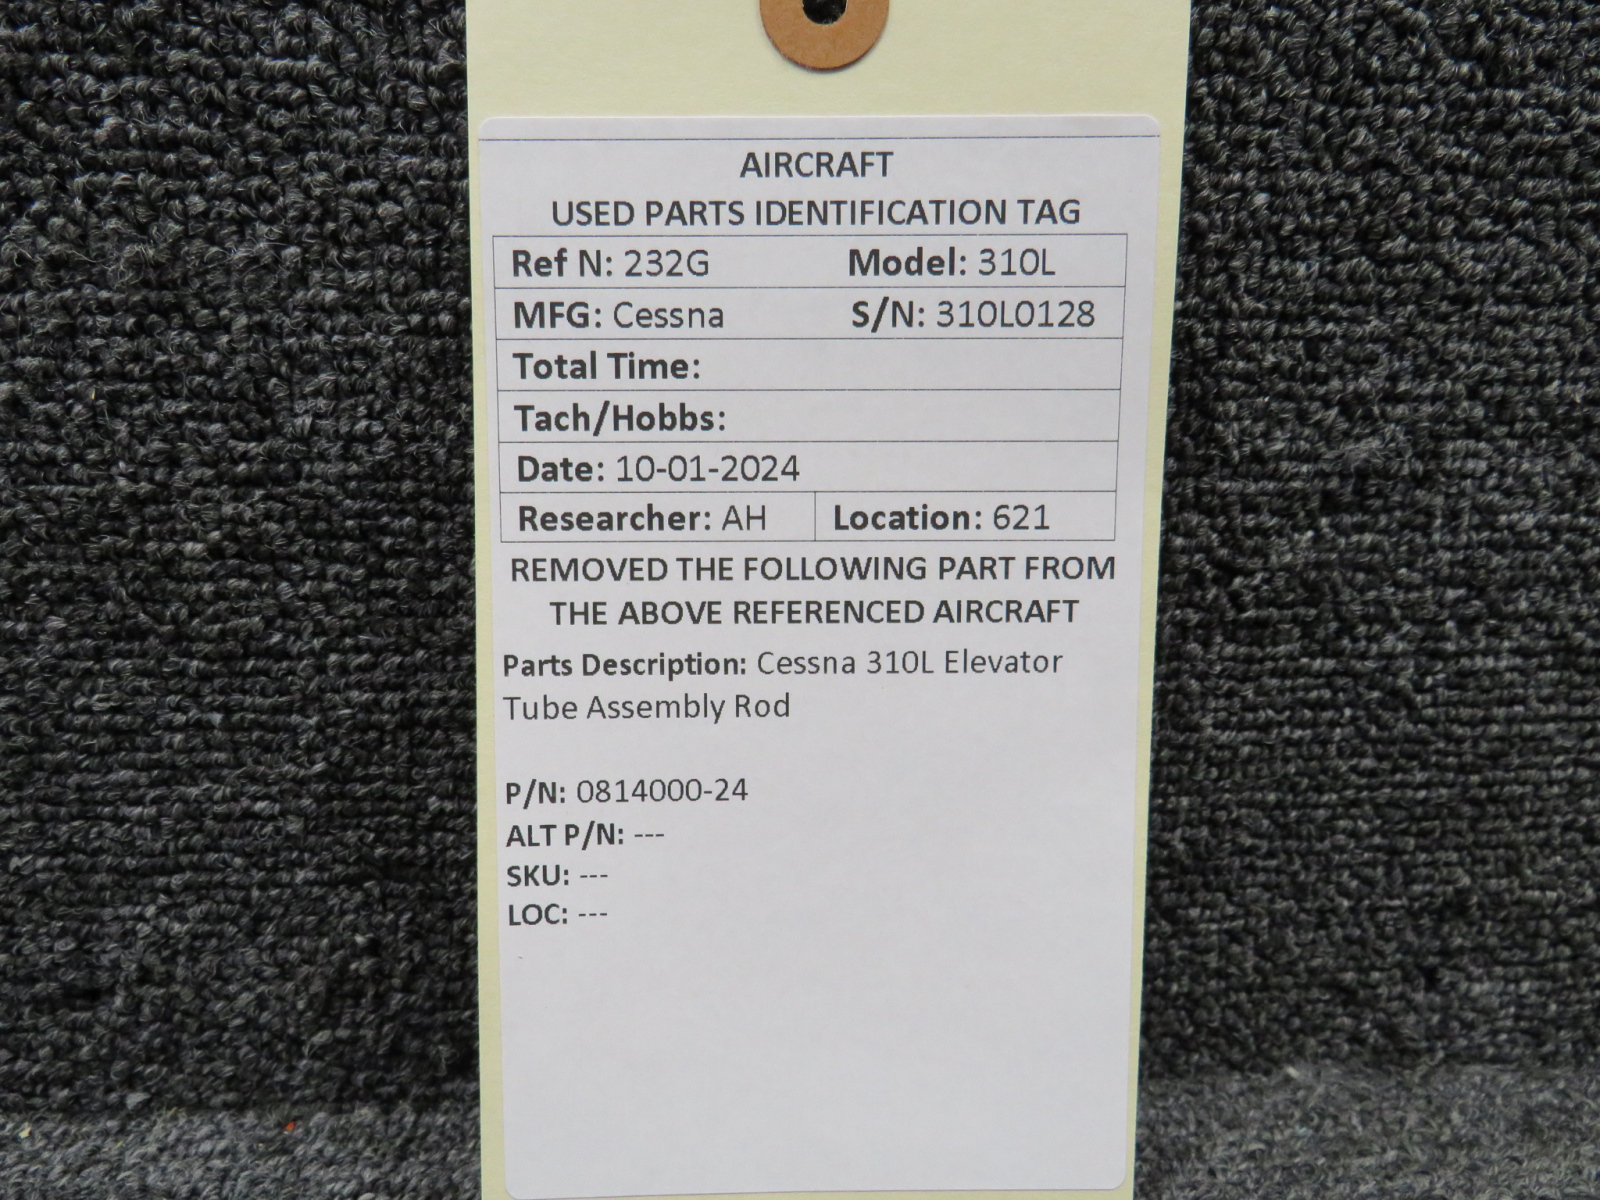 AIRCRAFT
USED PARTS IDENTIFICATION TAG
Ref N: 232G Model: 310L
MFG: Cessna S/N: 310L0128
Total Time:
Tach/Hobbs:
Date: 10-01-2024
Researcher: AH Location: 621
REMOVED THE FOLLOWING PART FROM
THE ABOVE REFERENCED AIRCRAFT
Parts Description: Cessna 310L Elevator
Tube Assembly Rod
P/N: 0814000-24
ALT P/N: ---
SKU: ---
LOC: ---